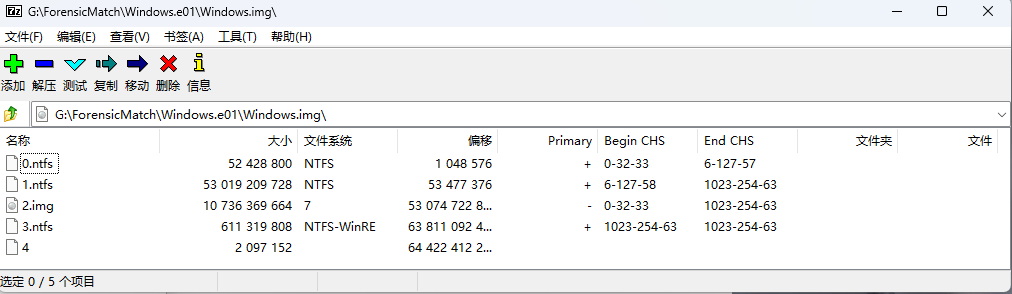 G:\ForensicMatch\Windows.e01\Windows.img\
文件(F) 编辑(E) 查看(V) 书签(A) 工具(T) 帮助(H)
添加 解压 测试 复制 移动 删除 信息
G:\ForensicMatch\Windows.e01\Windows.img\
名称 大小 文件系统 偏移 Primary Begin CHS End CHS 文件夹 文件
0.ntfs 52 428 800 NTFS 1 048 576 + 0-32-33 6-127-57
1.ntfs 53 019 209 728 NTFS 53 477 376 + 6-127-58 1023-254-63
2.img 10 736 369 664 7 53 074 722 8... - 0-32-33 1023-254-63
3.ntfs 611 319 808 NTFS-WinRE 63 811 092 4... + 1023-254-63 1023-254-63
4 2 097 152 64 422 412 2...
选定 0 / 5 个项目